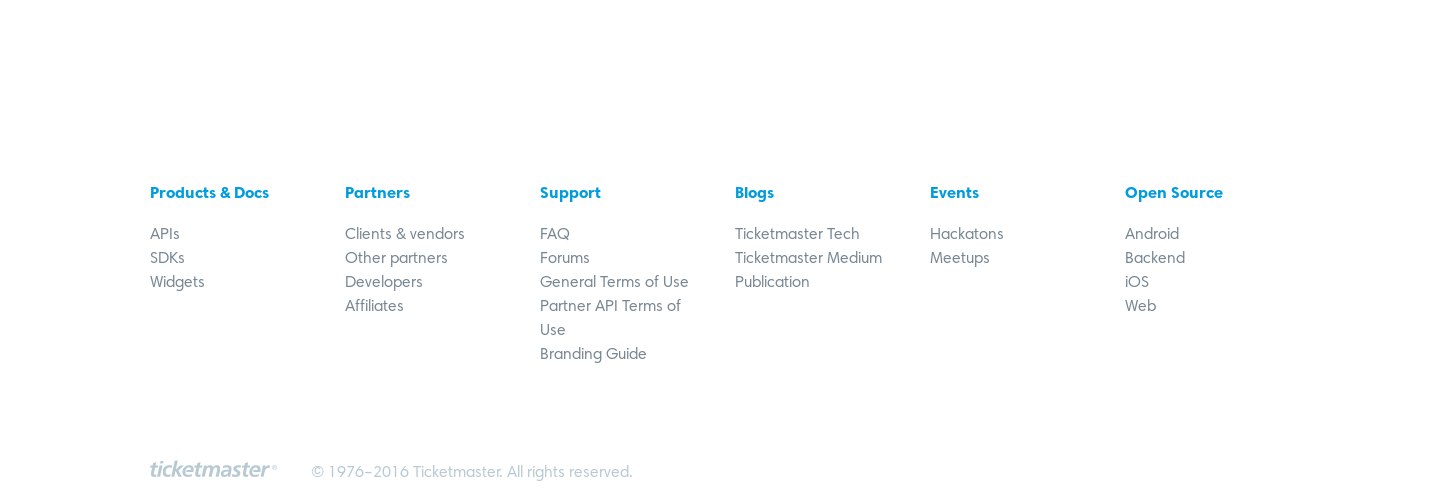 Products & Docs
APIs
SDKs
Widgets
Partners
Clients & vendors
Other partners
Developers
Affiliates
Support
FAQ
Forums
General Terms of Use
Partner API Terms of
Use
Branding Guide
Blogs
Ticketmaster Tech
Ticketmaster Medium
Publication
Events
Hackatons
Meetups
Open Source
Android
Backend
iOS
Web
ticketmaster®
© 1976–2016 Ticketmaster. All rights reserved.